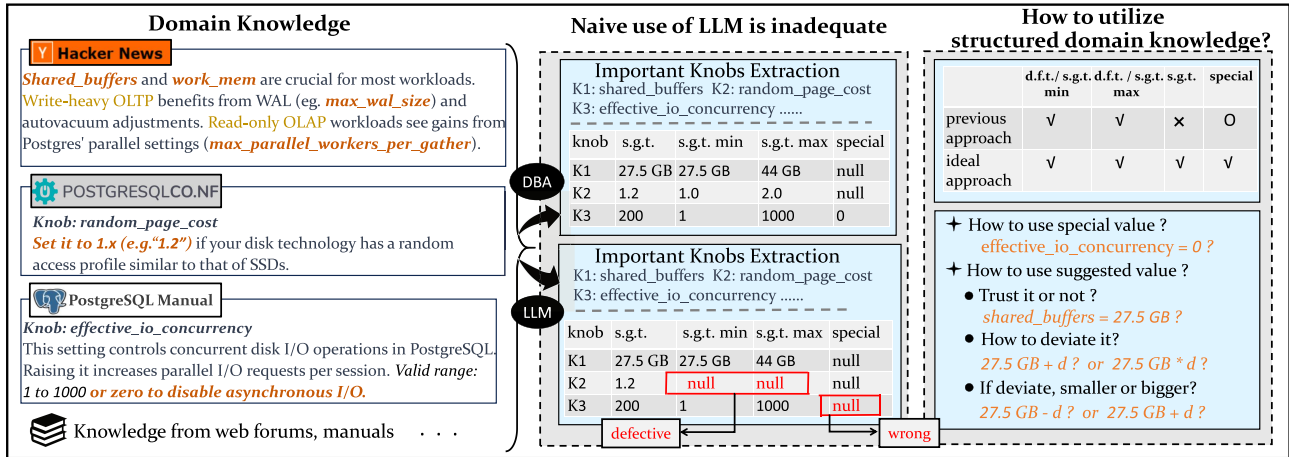 Domain Knowledge
Y Hacker News
Shared_buffers and work_mem are crucial for most workloads.
Write-heavy OLTP benefits from WAL (eg. max_wal_size) and
autovacuum adjustments. Read-only OLAP workloads see gains from
Postgres' parallel settings (max_parallel_workers_per_gather).
POSTGRESQLCO.NF
Knob: random_page_cost
Set it to 1.x (e.g."1.2") if your disk technology has a random
access profile similar to that of SSDs.
PostgreSQL Manual
Knob: effective_io_concurrency
This setting controls concurrent disk I/O operations in PostgreSQL.
Raising it increases parallel I/O requests per session. Valid range:
1 to 1000 or zero to disable asynchronous I/O.
Knowledge from web forums, manuals . . .
DBA
LLM
Naive use of LLM is inadequate
Important Knobs Extraction
K1: shared_buffers K2: random_page_cost
K3: effective_io_concurrency ......
knob s.g.t. s.g.t. min s.g.t. max special
K1 27.5 GB 27.5 GB 44 GB null
K2 1.2 1.0 2.0 null
K3 200 1 1000 0
Important Knobs Extraction
K1: shared_buffers K2: random_page_cost
K3: effective_io_concurrency ......
knob s.g.t. s.g.t. min s.g.t. max special
K1 27.5 GB 27.5 GB 44 GB null
K2 1.2 null null null
K3 200 1 1000 null
defective wrong
How to utilize
structured domain knowledge?
d.f.t./ s.g.t. d.f.t. / s.g.t. s.g.t. special
min max
previous √ √ × O
approach
ideal √ √ √ √
approach
How to use special value ?
effective_io_concurrency = 0 ?
How to use suggested value ?
• Trust it or not ?
shared_buffers = 27.5 GB ?
• How to deviate it?
27.5 GB + d ? or 27.5 GB * d ?
• If deviate, smaller or bigger?
27.5 GB - d ? or 27.5 GB + d ?